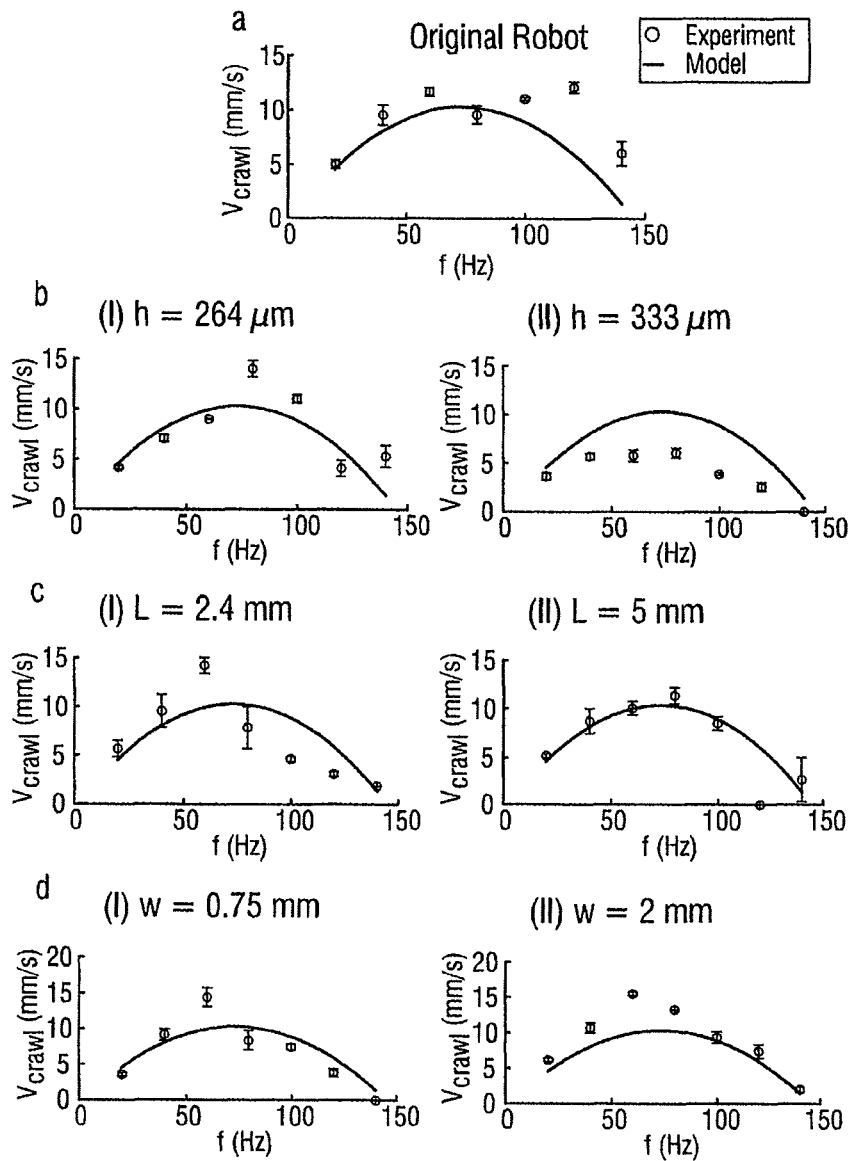 a
Original Robot
Experiment
Model
V_crawl (mm/s)
15
10
5
0
0 50 100 150
f (Hz)
b
(I) h = 264 μm
V_crawl (mm/s)
15
10
5
0
0 50 100 150
f (Hz)
(II) h = 333 μm
V_crawl (mm/s)
15
10
5
0
0 50 100 150
f (Hz)
c
(I) L = 2.4 mm
V_crawl (mm/s)
15
10
5
0
0 50 100 150
f (Hz)
(II) L = 5 mm
V_crawl (mm/s)
15
10
5
0
0 50 100 150
f (Hz)
d
(I) w = 0.75 mm
V_crawl (mm/s)
20
15
10
5
0
0 50 100 150
f (Hz)
(II) w = 2 mm
V_crawl (mm/s)
20
15
10
5
0
0 50 100 150
f (Hz)